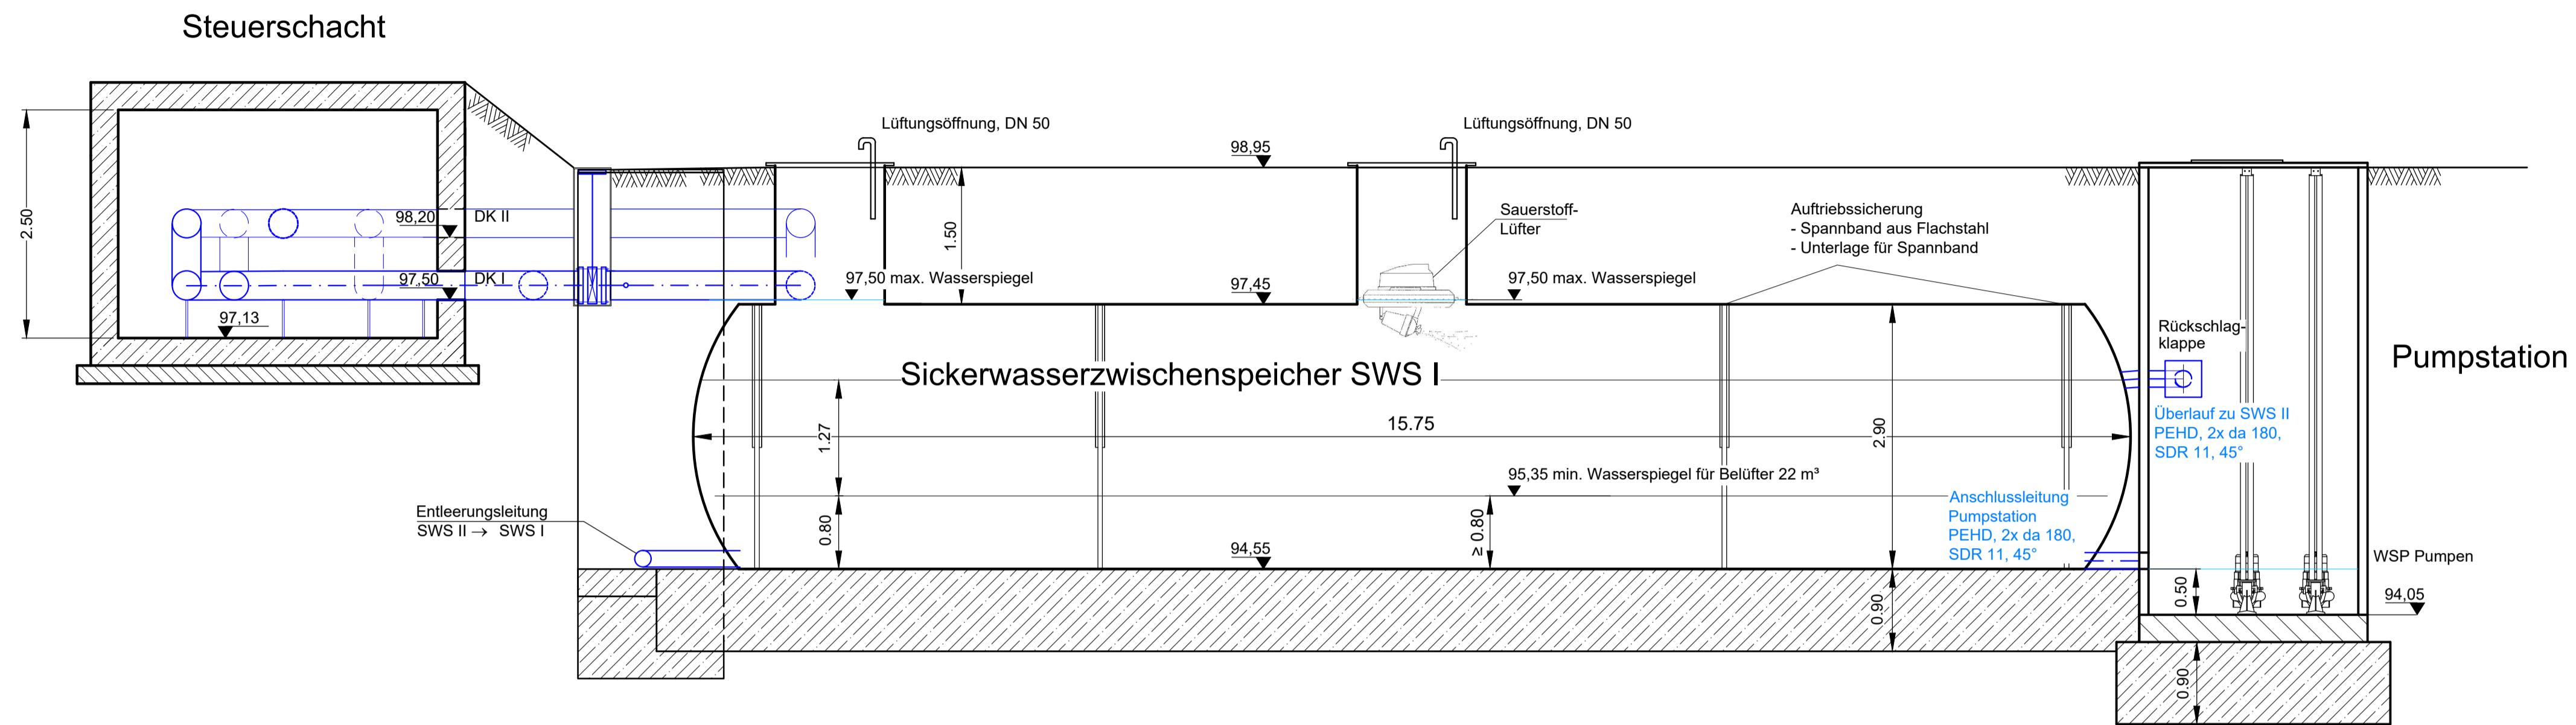 Steuerschacht
2.50
98,20
DK II
97,50
DK I
97,13
Lüftungsöffnung, DN 50
Lüftungsöffnung, DN 50
98,95
1.50
97,50 max. Wasserspiegel
97,45
Sauerstoff-
Lüfter
97,50 max. Wasserspiegel
Auftriebssicherung
- Spannband aus Flachstahl
- Unterlage für Spannband
Sickerwasserzwischenspeicher SWS I
1.27
15.75
2.90
95,35 min. Wasserspiegel für Belüfter 22 m³
0.80
≥ 0.80
94,55
Entleerungsleitung
SWS II → SWS I
Anschlussleitung
Pumpstation
PEHD, 2x da 180,
SDR 11, 45°
0.90
Rückschlag-
klappe
Überlauf zu SWS II
PEHD, 2x da 180,
SDR 11, 45°
Pumpstation
WSP Pumpen
0.50
94,05
0.90